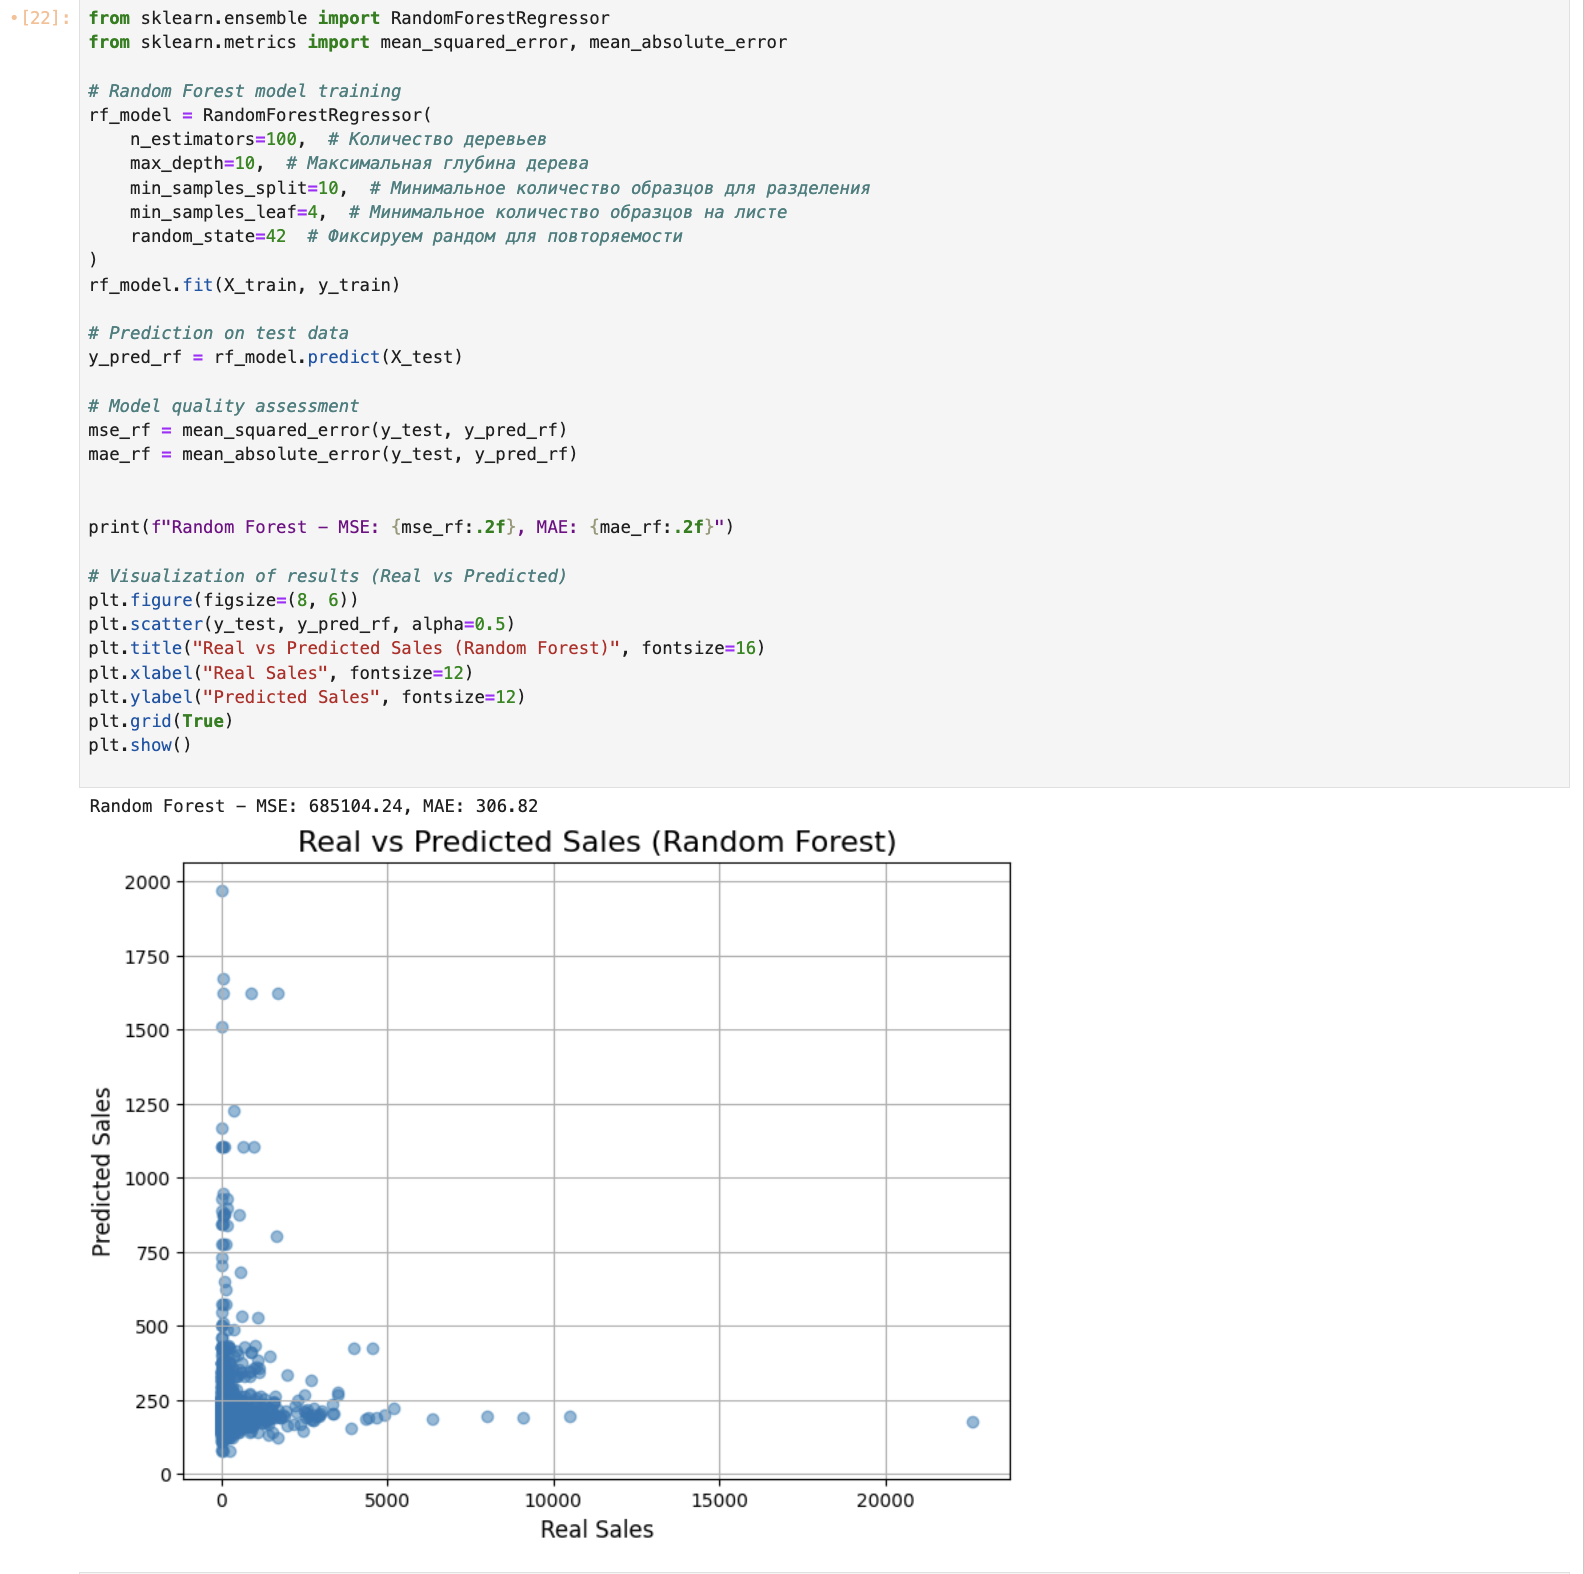 •[22]:
from sklearn.ensemble import RandomForestRegressor
from sklearn.metrics import mean_squared_error, mean_absolute_error
# Random Forest model training
rf_model = RandomForestRegressor(
n_estimators=100,  # Количество деревьев
max_depth=10,  # Максимальная глубина дерева
min_samples_split=10,  # Минимальное количество образцов для разделения
min_samples_leaf=4,  # Минимальное количество образцов на листе
random_state=42  # Фиксируем рандом для повторяемости
)
rf_model.fit(X_train, y_train)
# Prediction on test data
y_pred_rf = rf_model.predict(X_test)
# Model quality assessment
mse_rf = mean_squared_error(y_test, y_pred_rf)
mae_rf = mean_absolute_error(y_test, y_pred_rf)
print(f"Random Forest – MSE: {mse_rf:.2f}, MAE: {mae_rf:.2f}")
# Visualization of results (Real vs Predicted)
plt.figure(figsize=(8, 6))
plt.scatter(y_test, y_pred_rf, alpha=0.5)
plt.title("Real vs Predicted Sales (Random Forest)", fontsize=16)
plt.xlabel("Real Sales", fontsize=12)
plt.ylabel("Predicted Sales", fontsize=12)
plt.grid(True)
plt.show()
Random Forest – MSE: 685104.24, MAE: 306.82
Real vs Predicted Sales (Random Forest)
Predicted Sales
2000
1750
1500
1250
1000
750
500
250
0
0 5000 10000 15000 20000
Real Sales